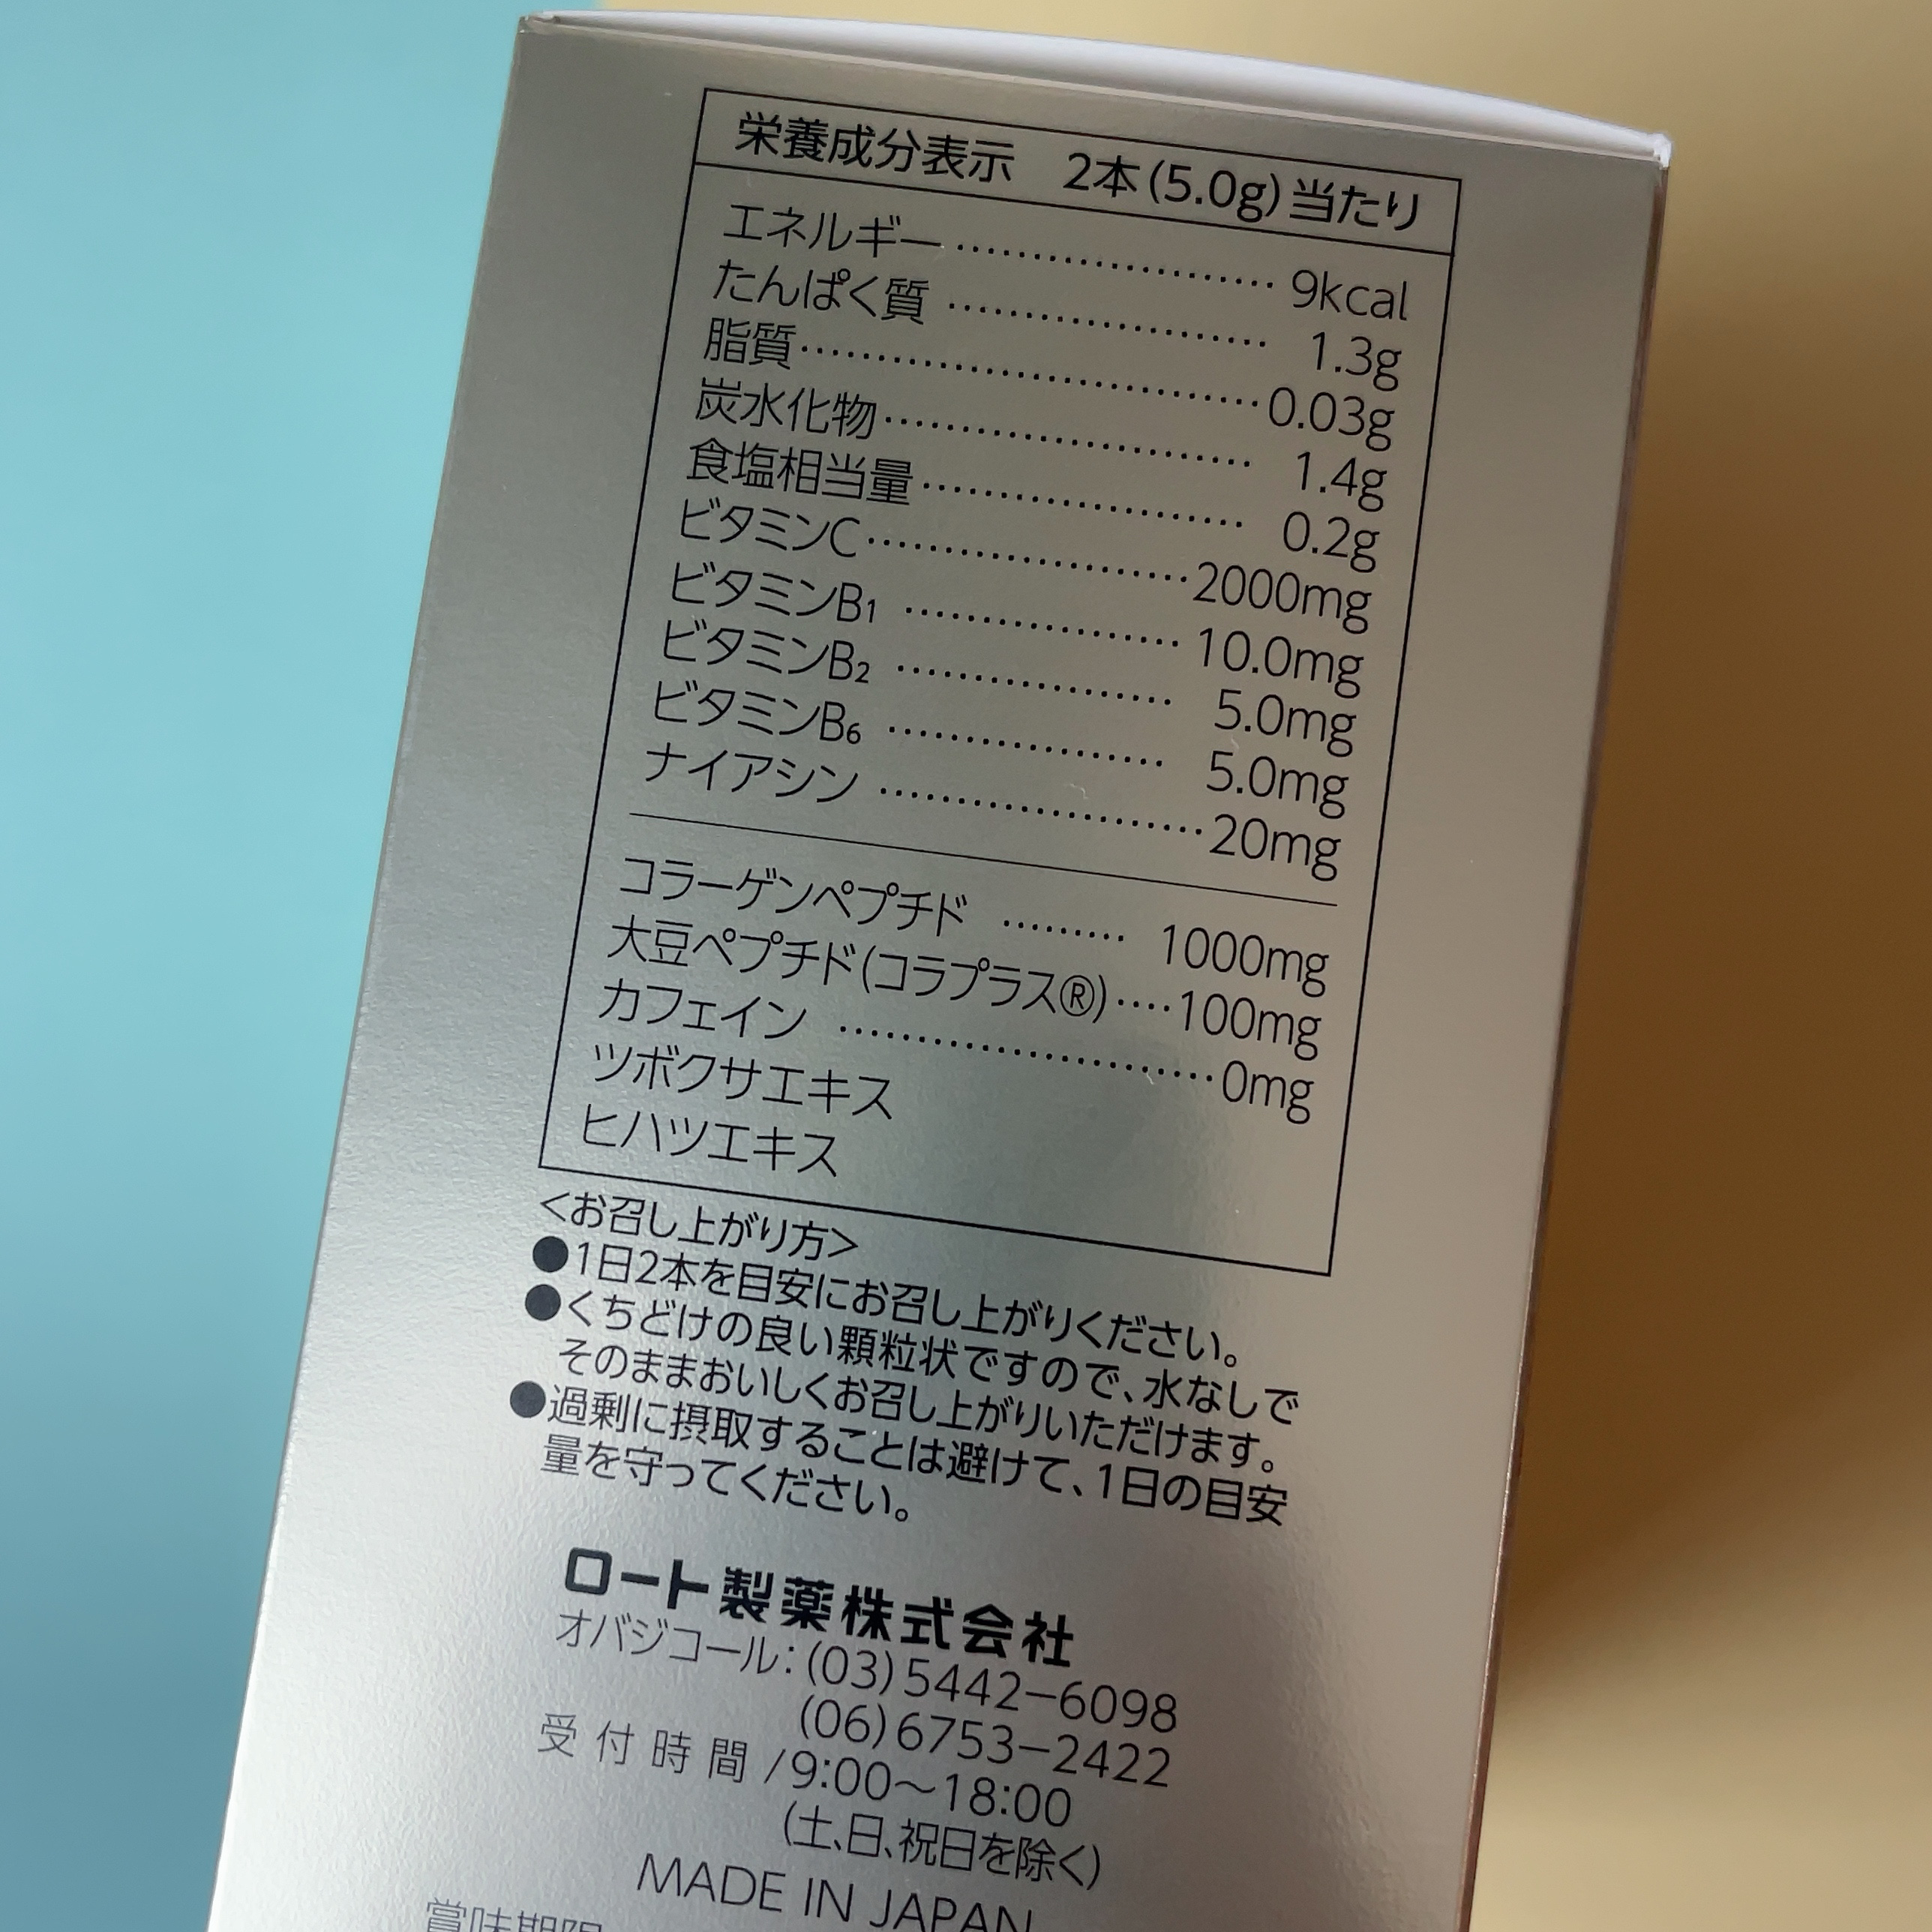 栄養成分表示 2本(5.0g)当たり
エネルギー…………………9kcal
たんぱく質…………………1.3g
脂質…………………………0.03g
炭水化物……………………1.4g
食塩相当量…………………0.2g
ビタミンC…………………2000mg
ビタミンB₁………………10.0mg
ビタミンB₂………………5.0mg
ビタミンB₆………………5.0mg
ナイアシン…………………20mg
コラーゲンペプチド………1000mg
大豆ペプチド(コラプラス®)‥‥100mg
カフェイン……………………0mg
ツボクサエキス
ヒハツエキス
<お召し上がり方>
●1日2本を目安にお召し上がりください。
●くちどけの良い顆粒状ですので、水なしで
そのままおいしくお召し上がりいただけます。
●過剰に摂取することは避けて、1日の目安
量を守ってください。
ロート製薬株式会社
オバジコール:(03)5442−6098
(06)6753−2422
受付時間/9:00〜18:00
(土、日、祝日を除く)
MADE IN JAPAN
賞味期限